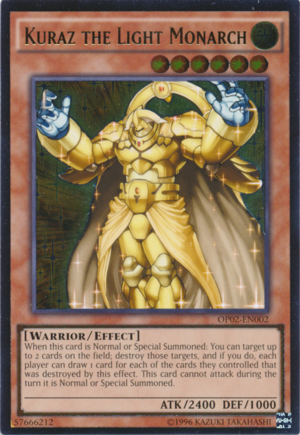 KURAZ THE LIGHT MONARCH
OP02-EN002
[WARRIOR/EFFECT]
When this card is Normal or Special Summoned: You can target
up to 2 cards on the field; destroy those targets, and if you do, each
player can draw 1 card for each of the cards they controlled that
was destroyed by this effect. This card cannot attack during the
turn it is Normal or Special Summoned.
ATK/2400 DEF/1000
57666212
©1996 KAZUKI TAKAHASHI